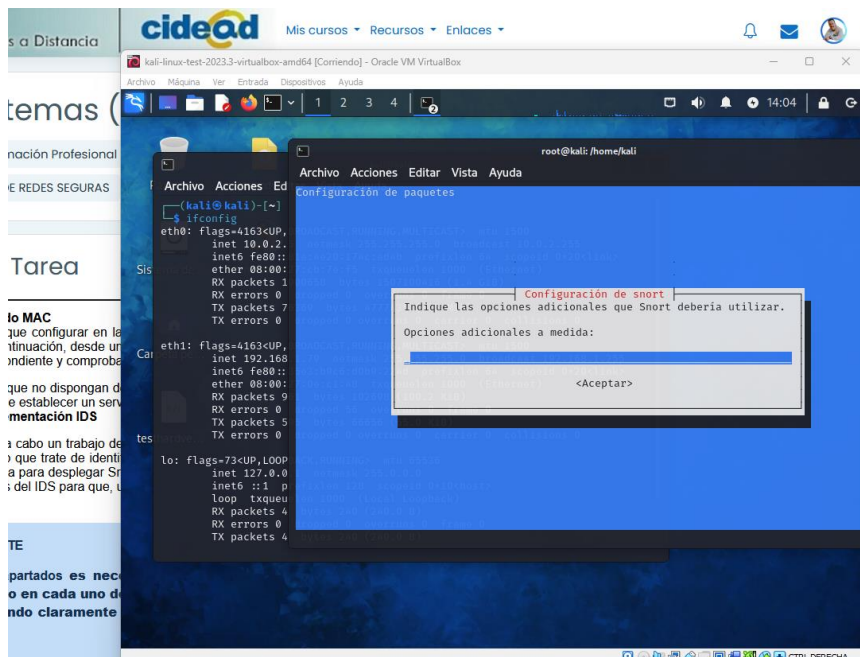 s a Distancia
cidead
Mis cursos
Recursos
Enlaces
kali-linux-test-2023.3-virtualbox-amd64 [Corriendo] - Oracle VM VirtualBox
Archivo Máquina Ver Entrada Dispositivos Ayuda
1 2 3 4
14:04
temas (
nación Profesional
DE REDES SEGURAS
Tarea
do MAC
que configurar en la
ntinuación, desde un
ondiente y comproba
que no dispongan d
e establecer un serv
mentación IDS
a cabo un trabajo de
o que trate de identi
a para desplegar Sn
s del IDS para que, u
TE
partados es nec
o en cada uno d
ndo claramente
Sis
Ca
tes
Archivo Acciones Ed
(kali㉿kali)-[~]
$ ifconfig
eth0: flags=4163<UP,
inet 10.0.2.
inet6 fe80::
ether 08:00:
RX packets 1
RX errors 0
TX packets 7
TX errors 0
eth1: flags=4163<UP,
inet 192.168
inet6 fe80::
ether 08:00:
RX packets 9
RX errors 0
TX packets 5
TX errors 0
lo: flags=73<UP,LOOP
inet 127.0.0
inet6 ::1 p
loop txqueu
RX packets 4
RX errors 0
TX packets 4
root@kali: /home/kali
Archivo Acciones Editar Vista Ayuda
Configuración de paquetes
Configuración de snort
Indique las opciones adicionales que Snort debería utilizar.
Opciones adicionales a medida:
<Aceptar>
CTRL DERECHA